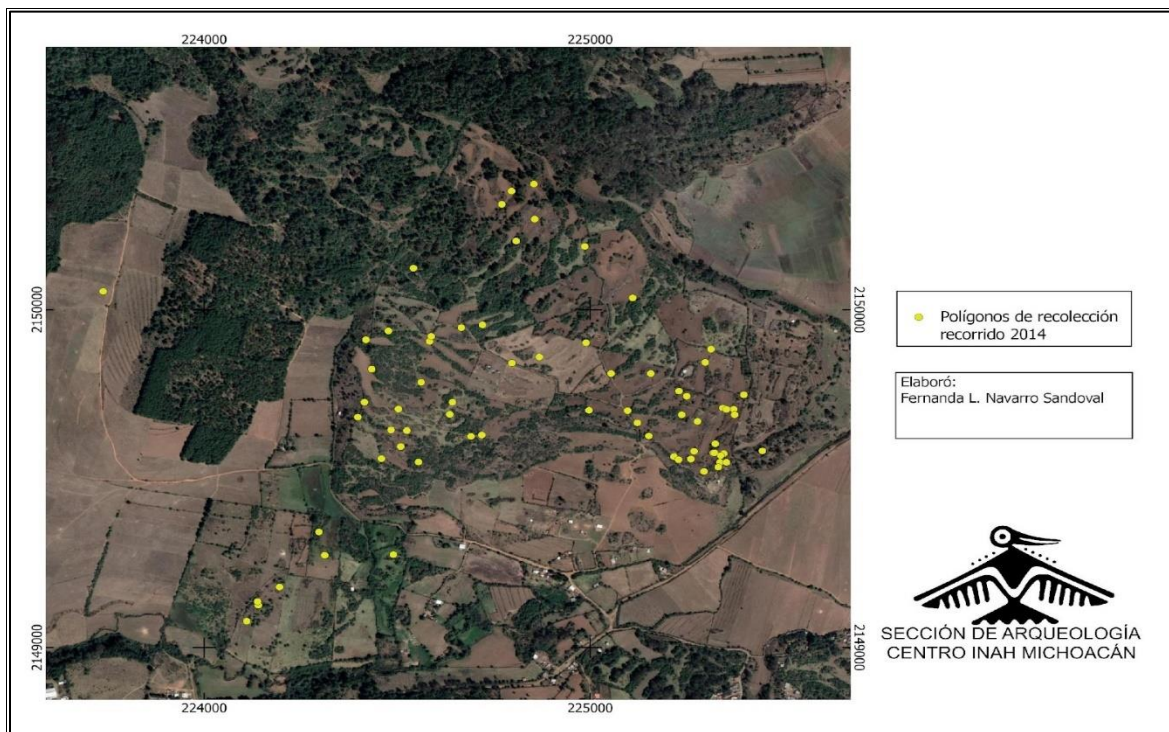 224000
225000
2150000
2150000
Polígonos de recolección
recorrido 2014
Elaboró:
Fernanda L. Navarro Sandoval
SECCIÓN DE ARQUEOLOGÍA
CENTRO INAH MICHOACÁN
2149000
2149000
224000
225000